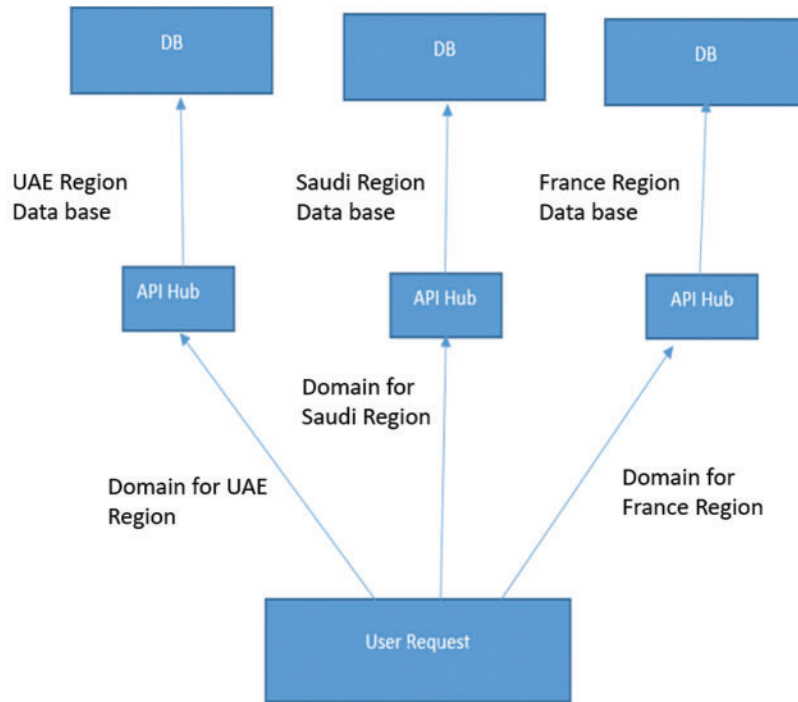 DB
DB
DB
UAE Region
Data base
Saudi Region
Data base
France Region
Data base
API Hub
API Hub
API Hub
Domain for
Saudi Region
Domain for UAE
Region
Domain for
France Region
User Request